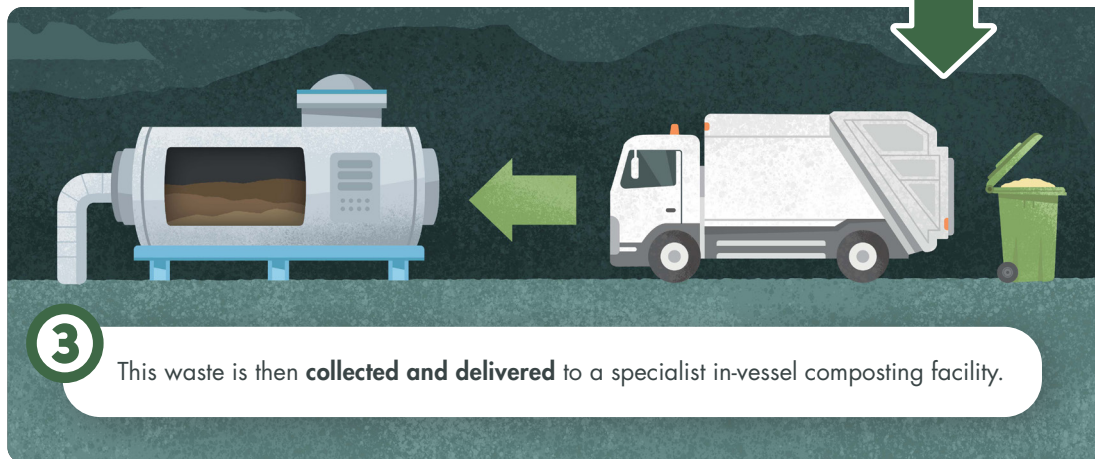 3
This waste is then collected and delivered to a specialist in-vessel composting facility.